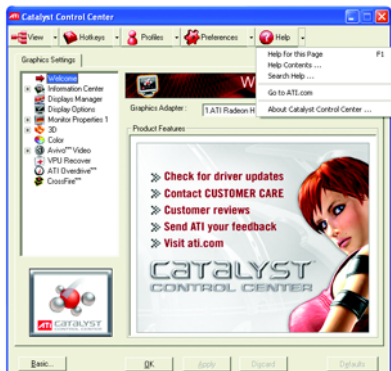 ATI Catalyst Control Center
View Hotkeys Profiles Preferences Help
Help for this Page F1
Help Contents ...
Search Help ...
Go to ATI.com
About Catalyst Control Center ...
Graphics Settings
Welcome
Information Center
Displays Manager
Display Options
Monitor Properties 1
3D
Color
Avivo™ Video
VPU Recover
ATI Overdrive™
CrossFire™
W
Graphics Adapter : 1.ATI Radeon H
Product Features
Check for driver updates
Contact CUSTOMER CARE
Customer reviews
Send ATI your feedback
Visit ati.com
CATALYST
CONTROL CENTER
ATI CATALYST
CONTROL CENTER
Basic...
OK
Apply
Discard
Defaults